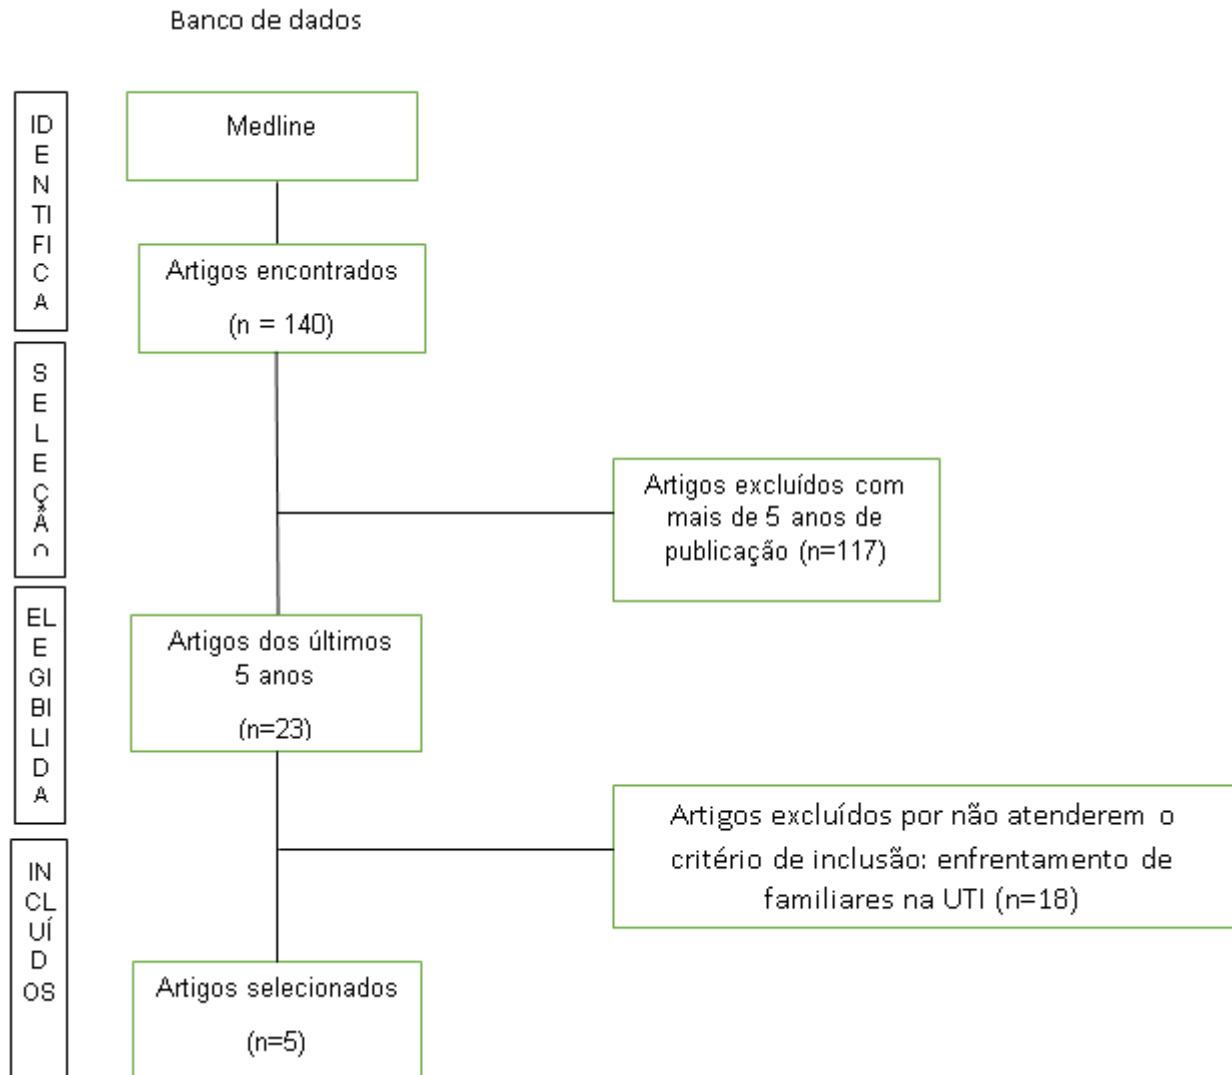 Banco de dados
ID
E
N
TI
FI
C
A
Medline
Artigos encontrados
(n = 140)
S
E
L
E
Ç
Ã
Artigos excluídos com
mais de 5 anos de
publicação (n=117)
EL
E
GI
BI
LI
D
A
Artigos dos últimos
5 anos
(n=23)
Artigos excluídos por não atenderem o
critério de inclusão: enfrentamento de
familiares na UTI (n=18)
IN
CL
UÍ
D
OS
Artigos selecionados
(n=5)